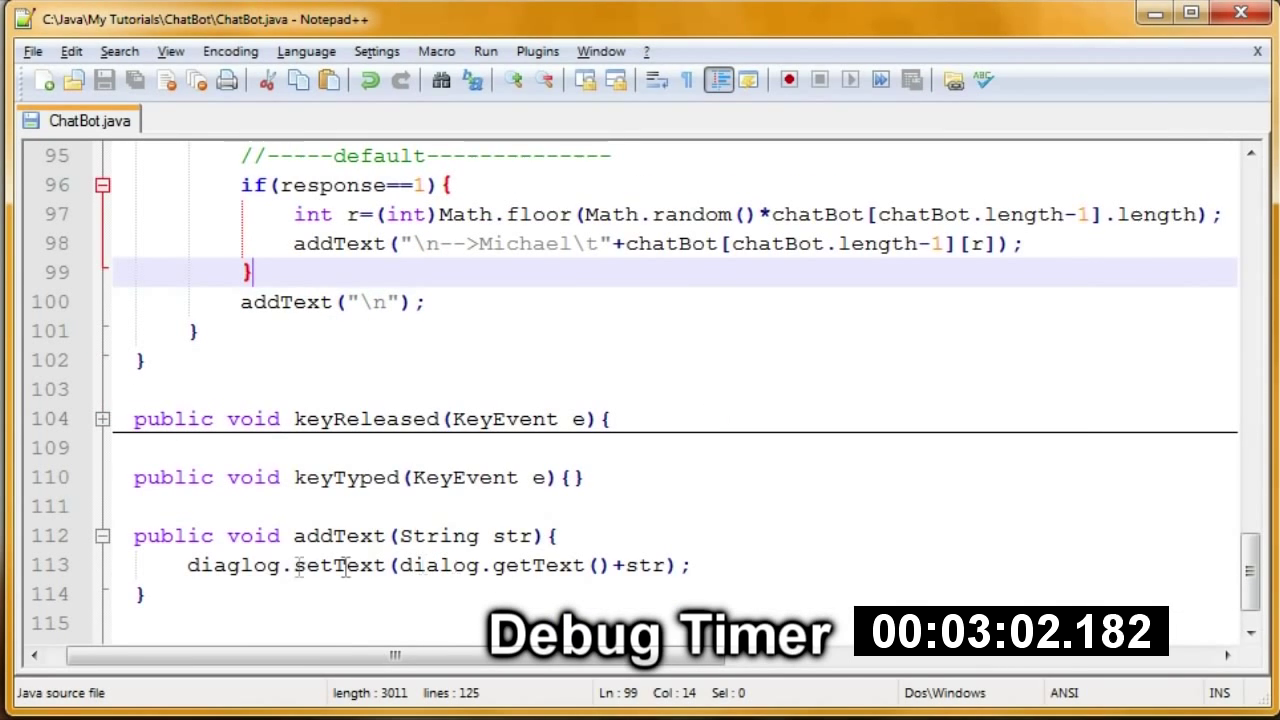 C:\Java\My Tutorials\ChatBot\ChatBot.java - Notepad++
File Edit Search View Encoding Language Settings Macro Run Plugins Window ? X
ABC
ChatBot.java
95 //-----default--------------
96 if(response==1){
97 int r=(int)Math.floor(Math.random()*chatBot[chatBot.length-1].length);
98 addText("\n-->Michael\t"+chatBot[chatBot.length-1][r]);
99 }
100 addText("\n");
101 }
102 }
103
104 public void keyReleased(KeyEvent e){
109
110 public void keyTyped(KeyEvent e){}
111
112 public void addText(String str){
113 diaglog.setText(dialog.getText()+str);
114 }
115
Debug Timer 00:03:02.182
Java source file length : 3011 lines : 125 Ln : 99 Col : 14 Sel : 0 Dos\Windows ANSI INS